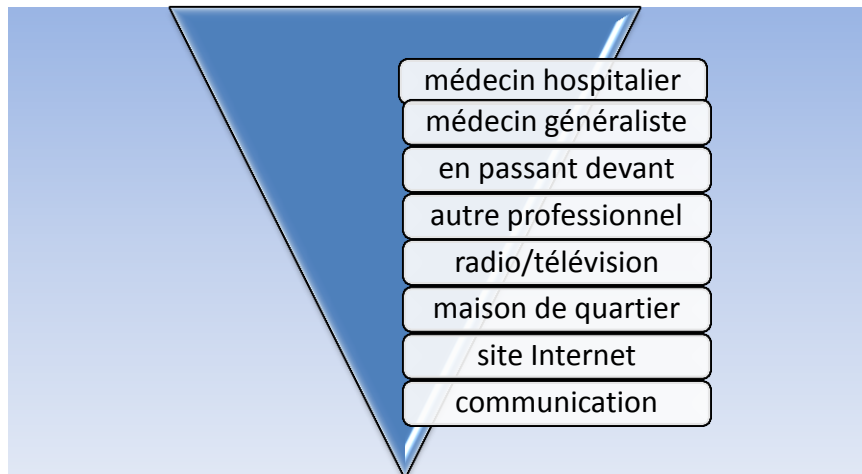 médecin hospitalier
médecin généraliste
en passant devant
autre professionnel
radio/télévision
maison de quartier
site Internet
communication